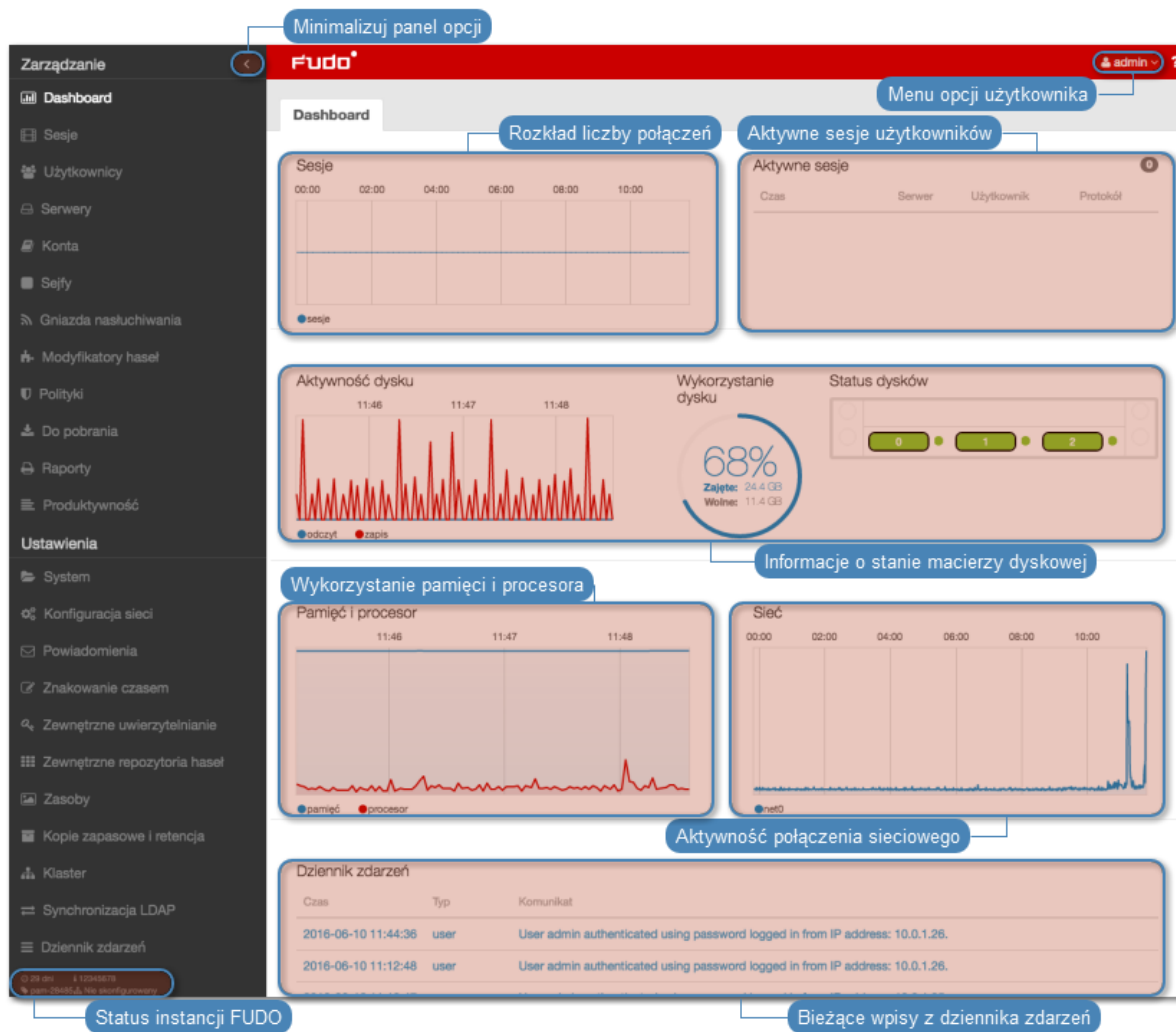 Minimalizuj panel opcji
Zarządzanie
Fudo
admin
?
Menu opcji użytkownika
Dashboard
Sesje
Użytkownicy
Serwery
Konta
Sejfy
Gniazda nasłuchiwania
Modyfikatory haseł
Polityki
Do pobrania
Raporty
Produktywność
Ustawienia
System
Konfiguracja sieci
Powiadomienia
Znakowanie czasem
Zewnętrzne uwierzytelnianie
Zewnętrzne repozytoria haseł
Zasoby
Kopie zapasowe i retencja
Klaster
Synchronizacja LDAP
Dziennik zdarzeń
28 dni 12345678
pam-28485 Nie skonfigurowany
Status instancji FUDO
Dashboard
Rozkład liczby połączeń
Sesje
00:00 02:00 04:00 06:00 08:00 10:00
sesje
Aktywne sesje użytkowników
Aktywne sesje 0
Czas Serwer Użytkownik Protokół
Aktywność dysku
11:46 11:47 11:48
odczyt zapis
Wykorzystanie
dysku
68%
Zajęte: 24.4 GB
Wolne: 11.4 GB
Status dysków
0 1 2
Informacje o stanie macierzy dyskowej
Wykorzystanie pamięci i procesora
Pamięć i procesor
11:46 11:47 11:48
pamięć procesor
Sieć
00:00 02:00 04:00 06:00 08:00 10:00
net0
Aktywność połączenia sieciowego
Dziennik zdarzeń
Czas Typ Komunikat
2016-06-10 11:44:36 user User admin authenticated using password logged in from IP address: 10.0.1.26.
2016-06-10 11:12:48 user User admin authenticated using password logged in from IP address: 10.0.1.26.
Bieżące wpisy z dziennika zdarzeń